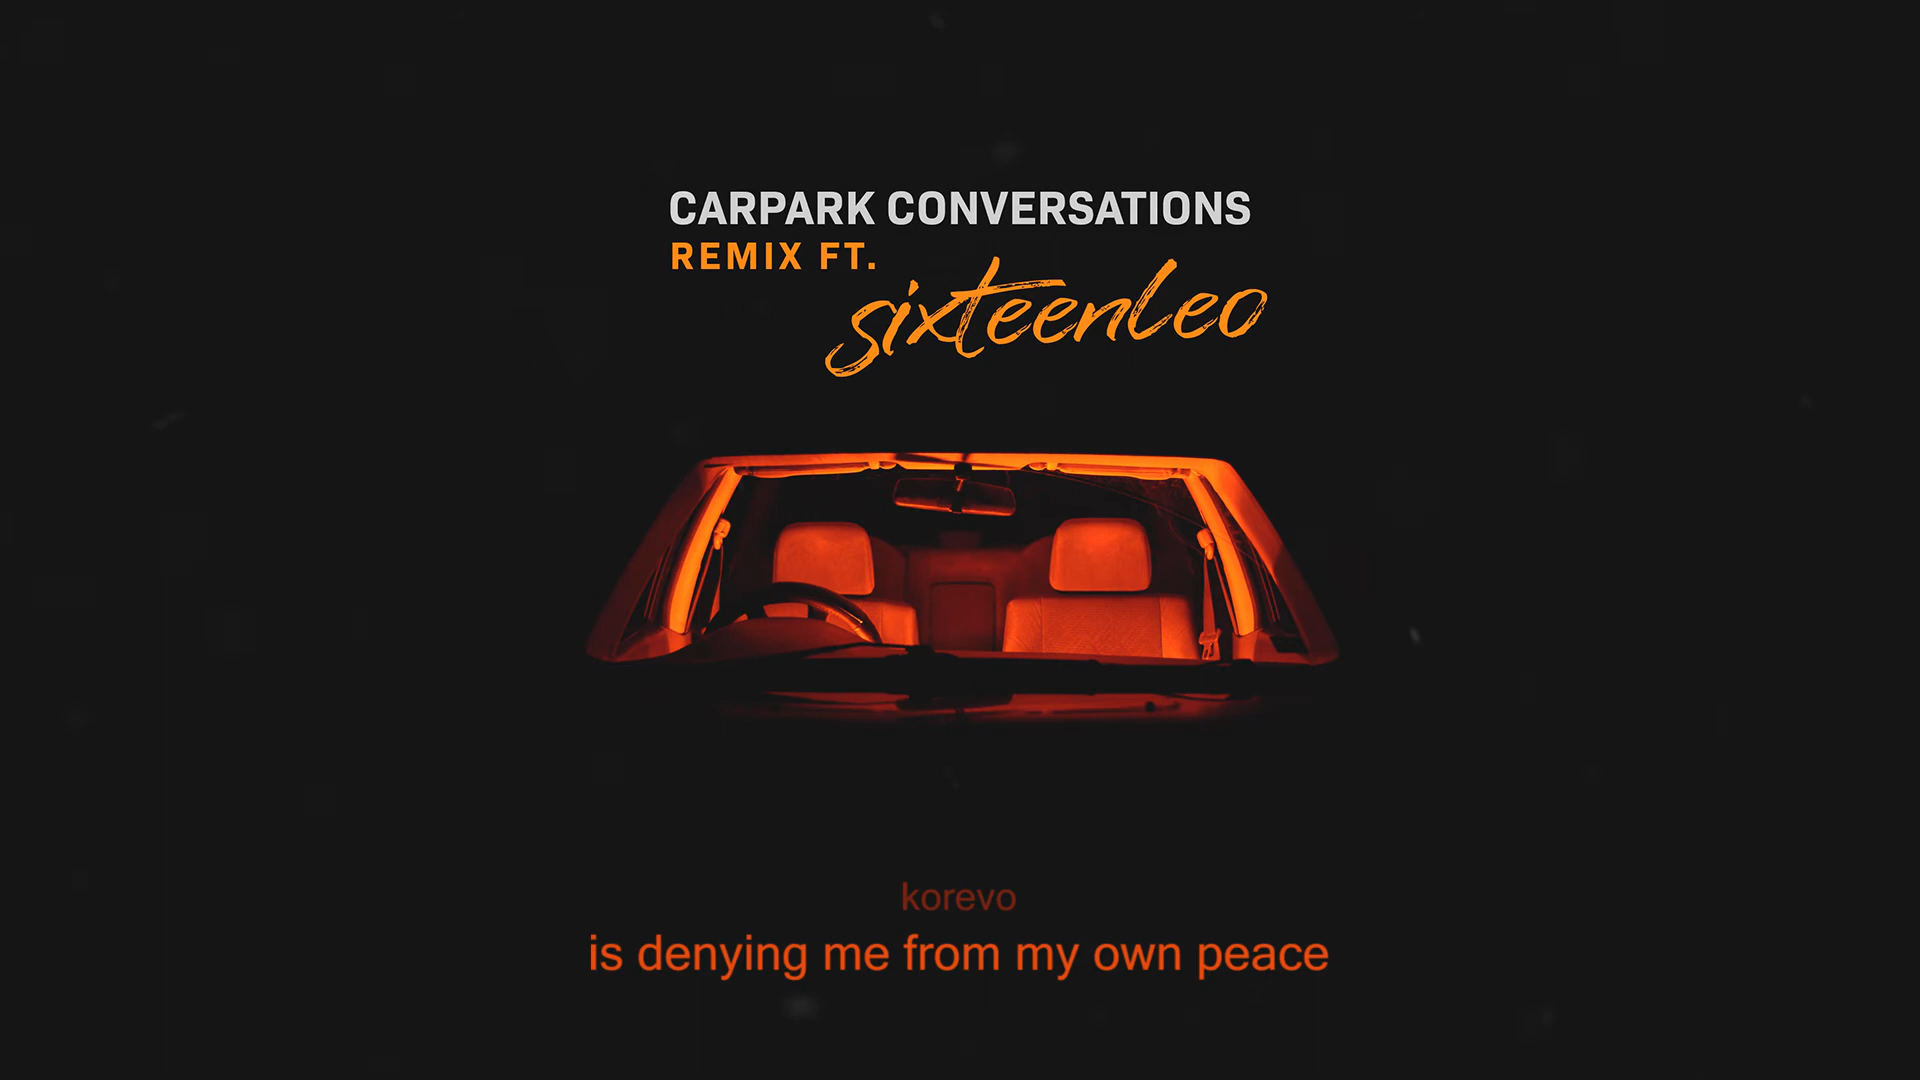 CARPARK CONVERSATIONS
REMIX FT.
sixteenleo
korevo
is denying me from my own peace